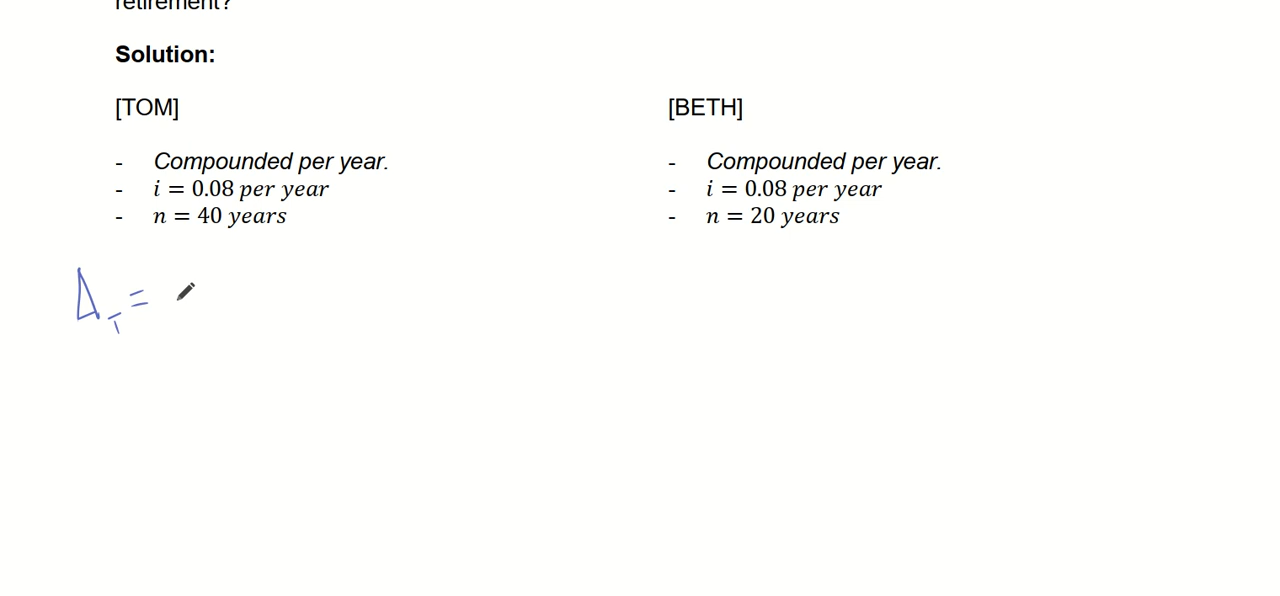 retirement?
Solution:
[TOM]
[BETH]
- Compounded per year.
- i = 0.08 per year
- n = 40 years
- Compounded per year.
- i = 0.08 per year
- n = 20 years
A_T =